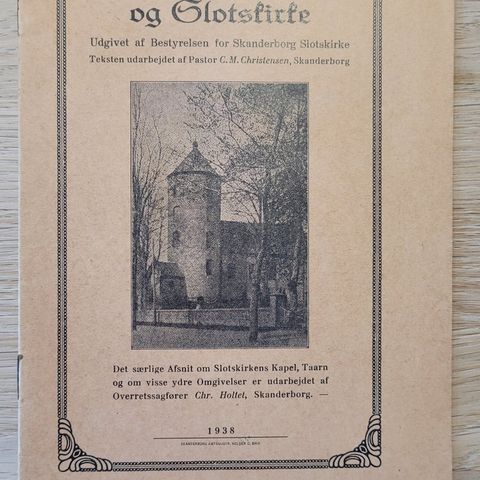 og Slotskirke
Udgivet af Bestyrelsen for Skanderborg Slotskirke
Teksten udarbejdet af Pastor C. M. Christensen, Skanderborg
Det særlige Afsnit om Slotskirkens Kapel, Taarn
og om visse ydre Omgivelser er udarbejdet af
Overretssagfører Chr. Holtet, Skanderborg. —
1938
SKANDERBORG